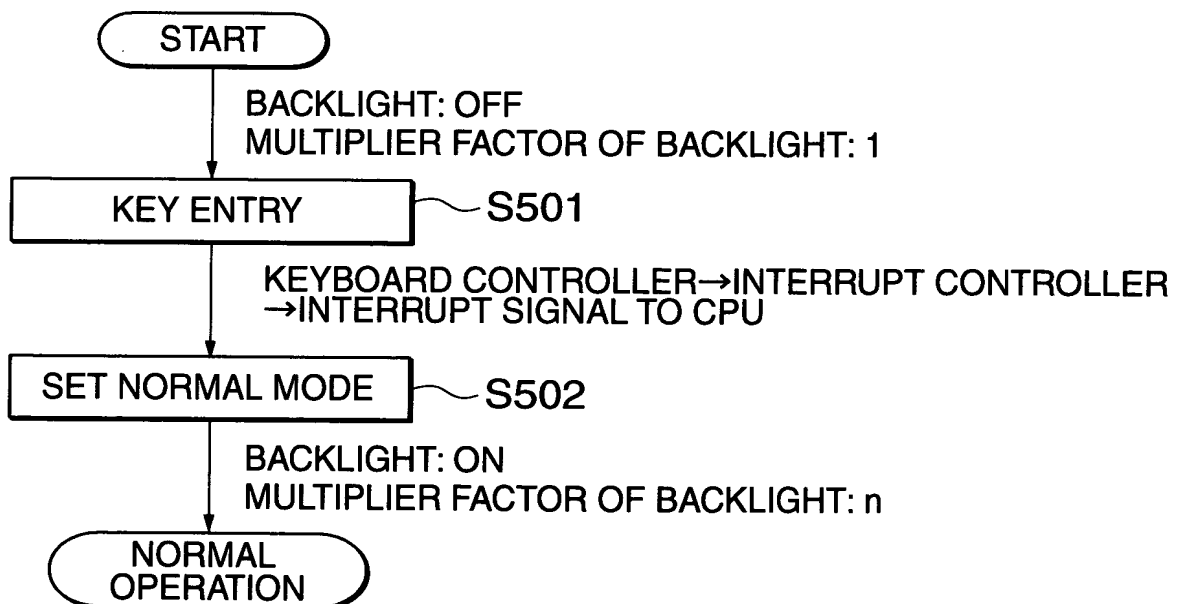 START
BACKLIGHT: OFF
MULTIPLIER FACTOR OF BACKLIGHT: 1
KEY ENTRY
S501
KEYBOARD CONTROLLER→INTERRUPT CONTROLLER
→INTERRUPT SIGNAL TO CPU
SET NORMAL MODE
S502
BACKLIGHT: ON
MULTIPLIER FACTOR OF BACKLIGHT: n
NORMAL
OPERATION